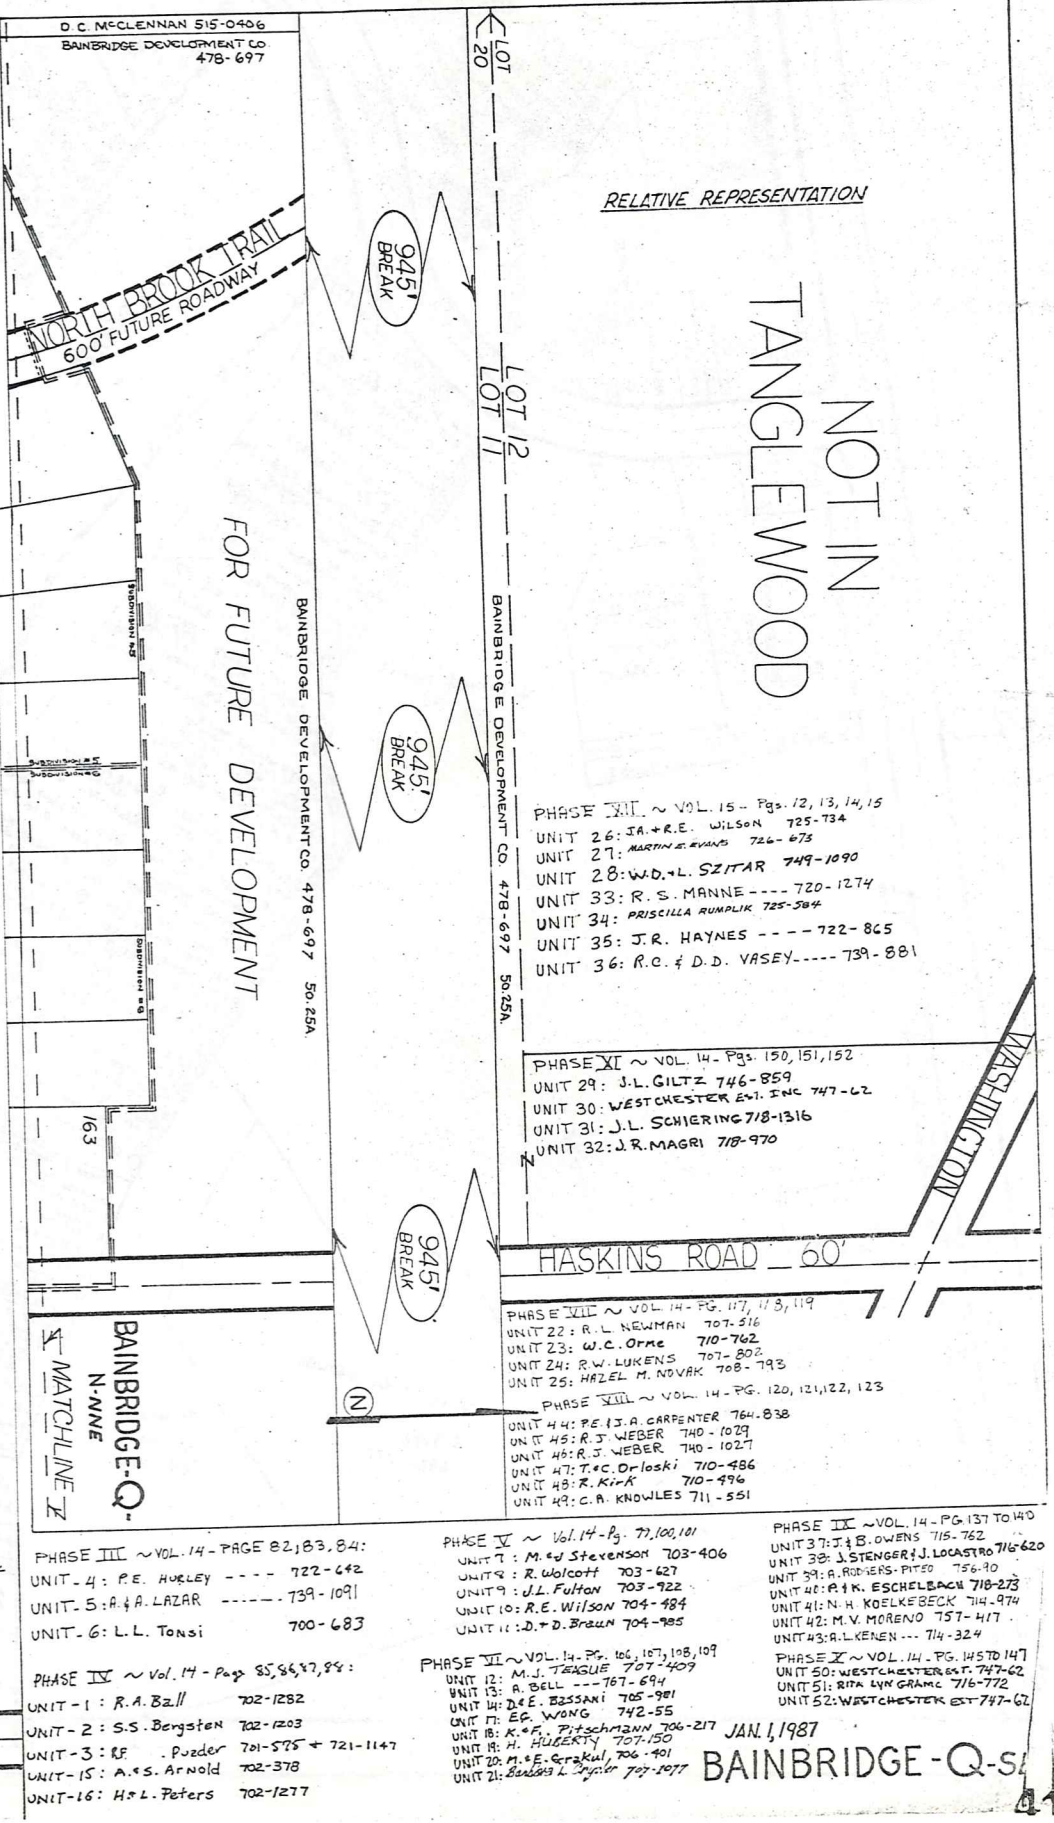 D.C. McCLENNAN 515-0406
BAINBRIDGE DEVELOPMENT CO.
478-697
LOT
20
RELATIVE REPRESENTATION
945'
BREAK
NORTH BROOK TRAIL
600' FUTURE ROADWAY
LOT 12
LOT 11
NOT IN
TANGLEWOOD
FOR FUTURE DEVELOPMENT
BAINBRIDGE DEVELOPMENT CO. 478-697 50.25A.
BAINBRIDGE DEVELOPMENT CO. 478-697 50.25A.
945'
BREAK
SUBDIVISION #5
SUBDIVISION #5
SUBDIVISION #6
SUBDIVISION #6
PHASE XII ~ VOL. 15 - Pgs. 12, 13, 14, 15
UNIT 26: J.A. + R.E. WILSON 725-734
UNIT 27: MARTIN E. EVANS 726-673
UNIT 28: W.D. + L. SZITAR 749-1090
UNIT 33: R.S. MANNE ---- 720-1274
UNIT 34: PRISCILLA RUMPLIK 725-584
UNIT 35: J.R. HAYNES ---- 722-865
UNIT 36: R.C. & D.D. VASEY ----- 739-881
PHASE XI ~ VOL. 14 - Pgs. 150, 151, 152
UNIT 29: J.L. GILTZ 746-859
UNIT 30: WESTCHESTER EST. INC 747-62
UNIT 31: J.L. SCHIERING 718-1316
UNIT 32: J.R. MAGRI 718-970
WASHINGTON
163
945'
BREAK
HASKINS ROAD 60'
PHASE VII ~ VOL. 14 - PG. 117, 118, 119
UNIT 22: R.L. NEWMAN 707-516
UNIT 23: W.C. Orme 710-762
UNIT 24: R.W. LUKENS 707-802
UNIT 25: HAZEL M. NOVAK 708-793
PHASE VIII ~ VOL. 14 - PG. 120, 121, 122, 123
UNIT 44: P.E. & J.A. CARPENTER 764-838
UNIT 45: R.J. WEBER 740-1029
UNIT 46: R.J. WEBER 740-1027
UNIT 47: T. + C. Orloski 710-486
UNIT 48: R. Kirk 710-496
UNIT 49: C.A. KNOWLES 711-551
N
BAINBRIDGE-Q-
N-NNE
MATCHLINE
PHASE III ~ VOL. 14 - PAGE 82, 83, 84:
UNIT-4: P.E. HURLEY ---- 722-642
UNIT-5: A. & A. LAZAR ------- 739-1091
UNIT-6: L.L. TONSI 700-683
PHASE IV ~ Vol. 14 - Page 85, 86, 87, 88:
UNIT-1: R.A. Ball 702-1282
UNIT-2: S.S. Bergsten 702-1203
UNIT-3: R.F. Puzder 701-575 + 721-1147
UNIT-15: A. + S. Arnold 702-378
UNIT-16: H + L. Peters 702-1277
PHASE V ~ Vol. 14 - Pg. 99, 100, 101
UNIT 7: M. + J Stevenson 703-406
UNIT 8: R. Wolcott 703-627
UNIT 9: J.L. Fulton 703-922
UNIT 10: R.E. Wilson 704-484
UNIT 11: D. + D. Braun 704-985
PHASE VI ~ VOL. 14 - PG. 106, 107, 108, 109
UNIT 12: M.J. TEAGUE 707-409
UNIT 13: A. BELL --- 767-694
UNIT 14: D & E. BASSANI 705-981
UNIT 17: E.G. WONG 742-55
UNIT 18: K. + F. Pitschmann 706-217
UNIT 19: H. HUBERTY 707-150
UNIT 20: M. + E. Grzkul, 706-401
UNIT 21: Barbara L 707-1077
PHASE IX ~ VOL. 14 - PG. 137 TO 140
UNIT 37: J. & B. OWENS 715-762
UNIT 38: J. STENGER & J. LOCASTRO 716-620
UNIT 39: A. RODGERS-PITEO 756-90
UNIT 40: P. & K. ESCHELBACH 718-273
UNIT 41: N.H. KOELKEBECK 714-974
UNIT 42: M.V. MORENO 757-417
UNIT 43: A.L. KENEN --- 714-324
PHASE X ~ VOL. 14 - PG. 145 TO 147
UNIT 50: WESTCHESTER EST. 747-62
UNIT 51: RITA LYN GRAMC 716-772
UNIT 52: WESTCHESTER EST 747-62
JAN. 1, 1987
BAINBRIDGE-Q-S